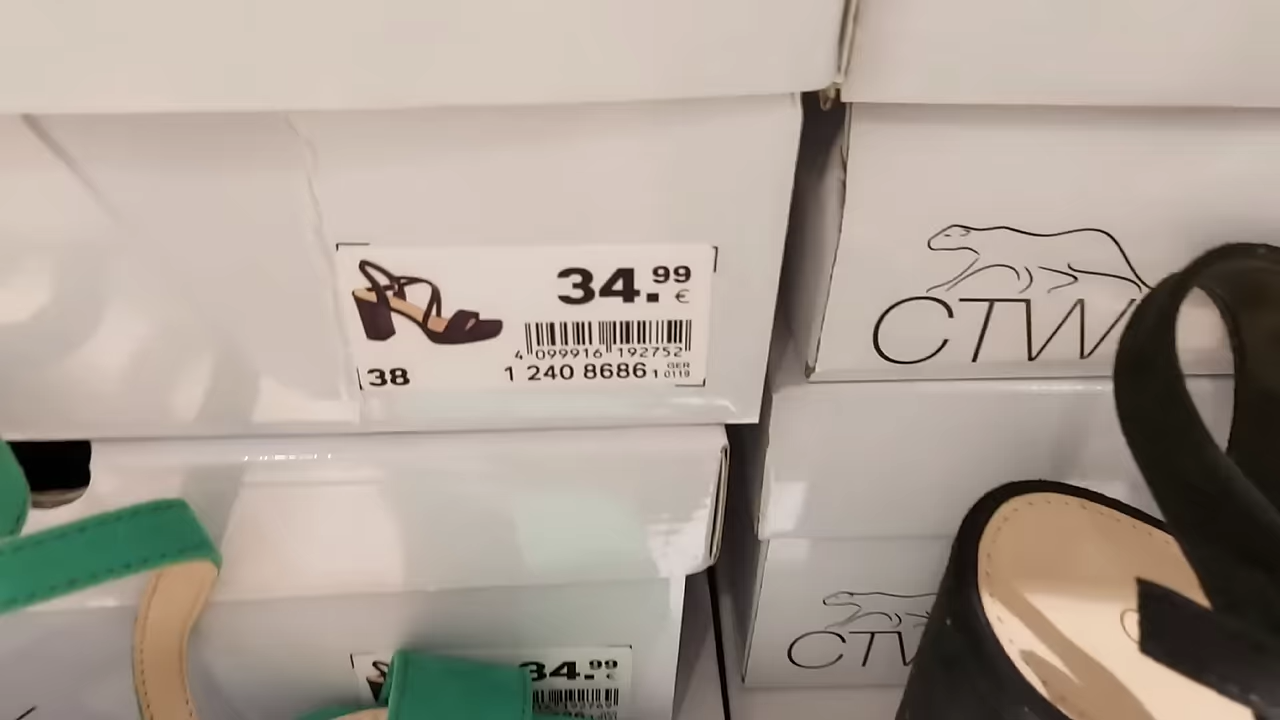 34.99
€
4 099916 192752
38
1 240 8686 1
GER
0119
CTW
CTW
34.99
€